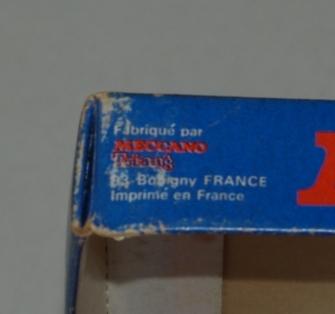 Fabriqué par
MECCANO
Triang
93-Bobigny FRANCE
Imprimé en France